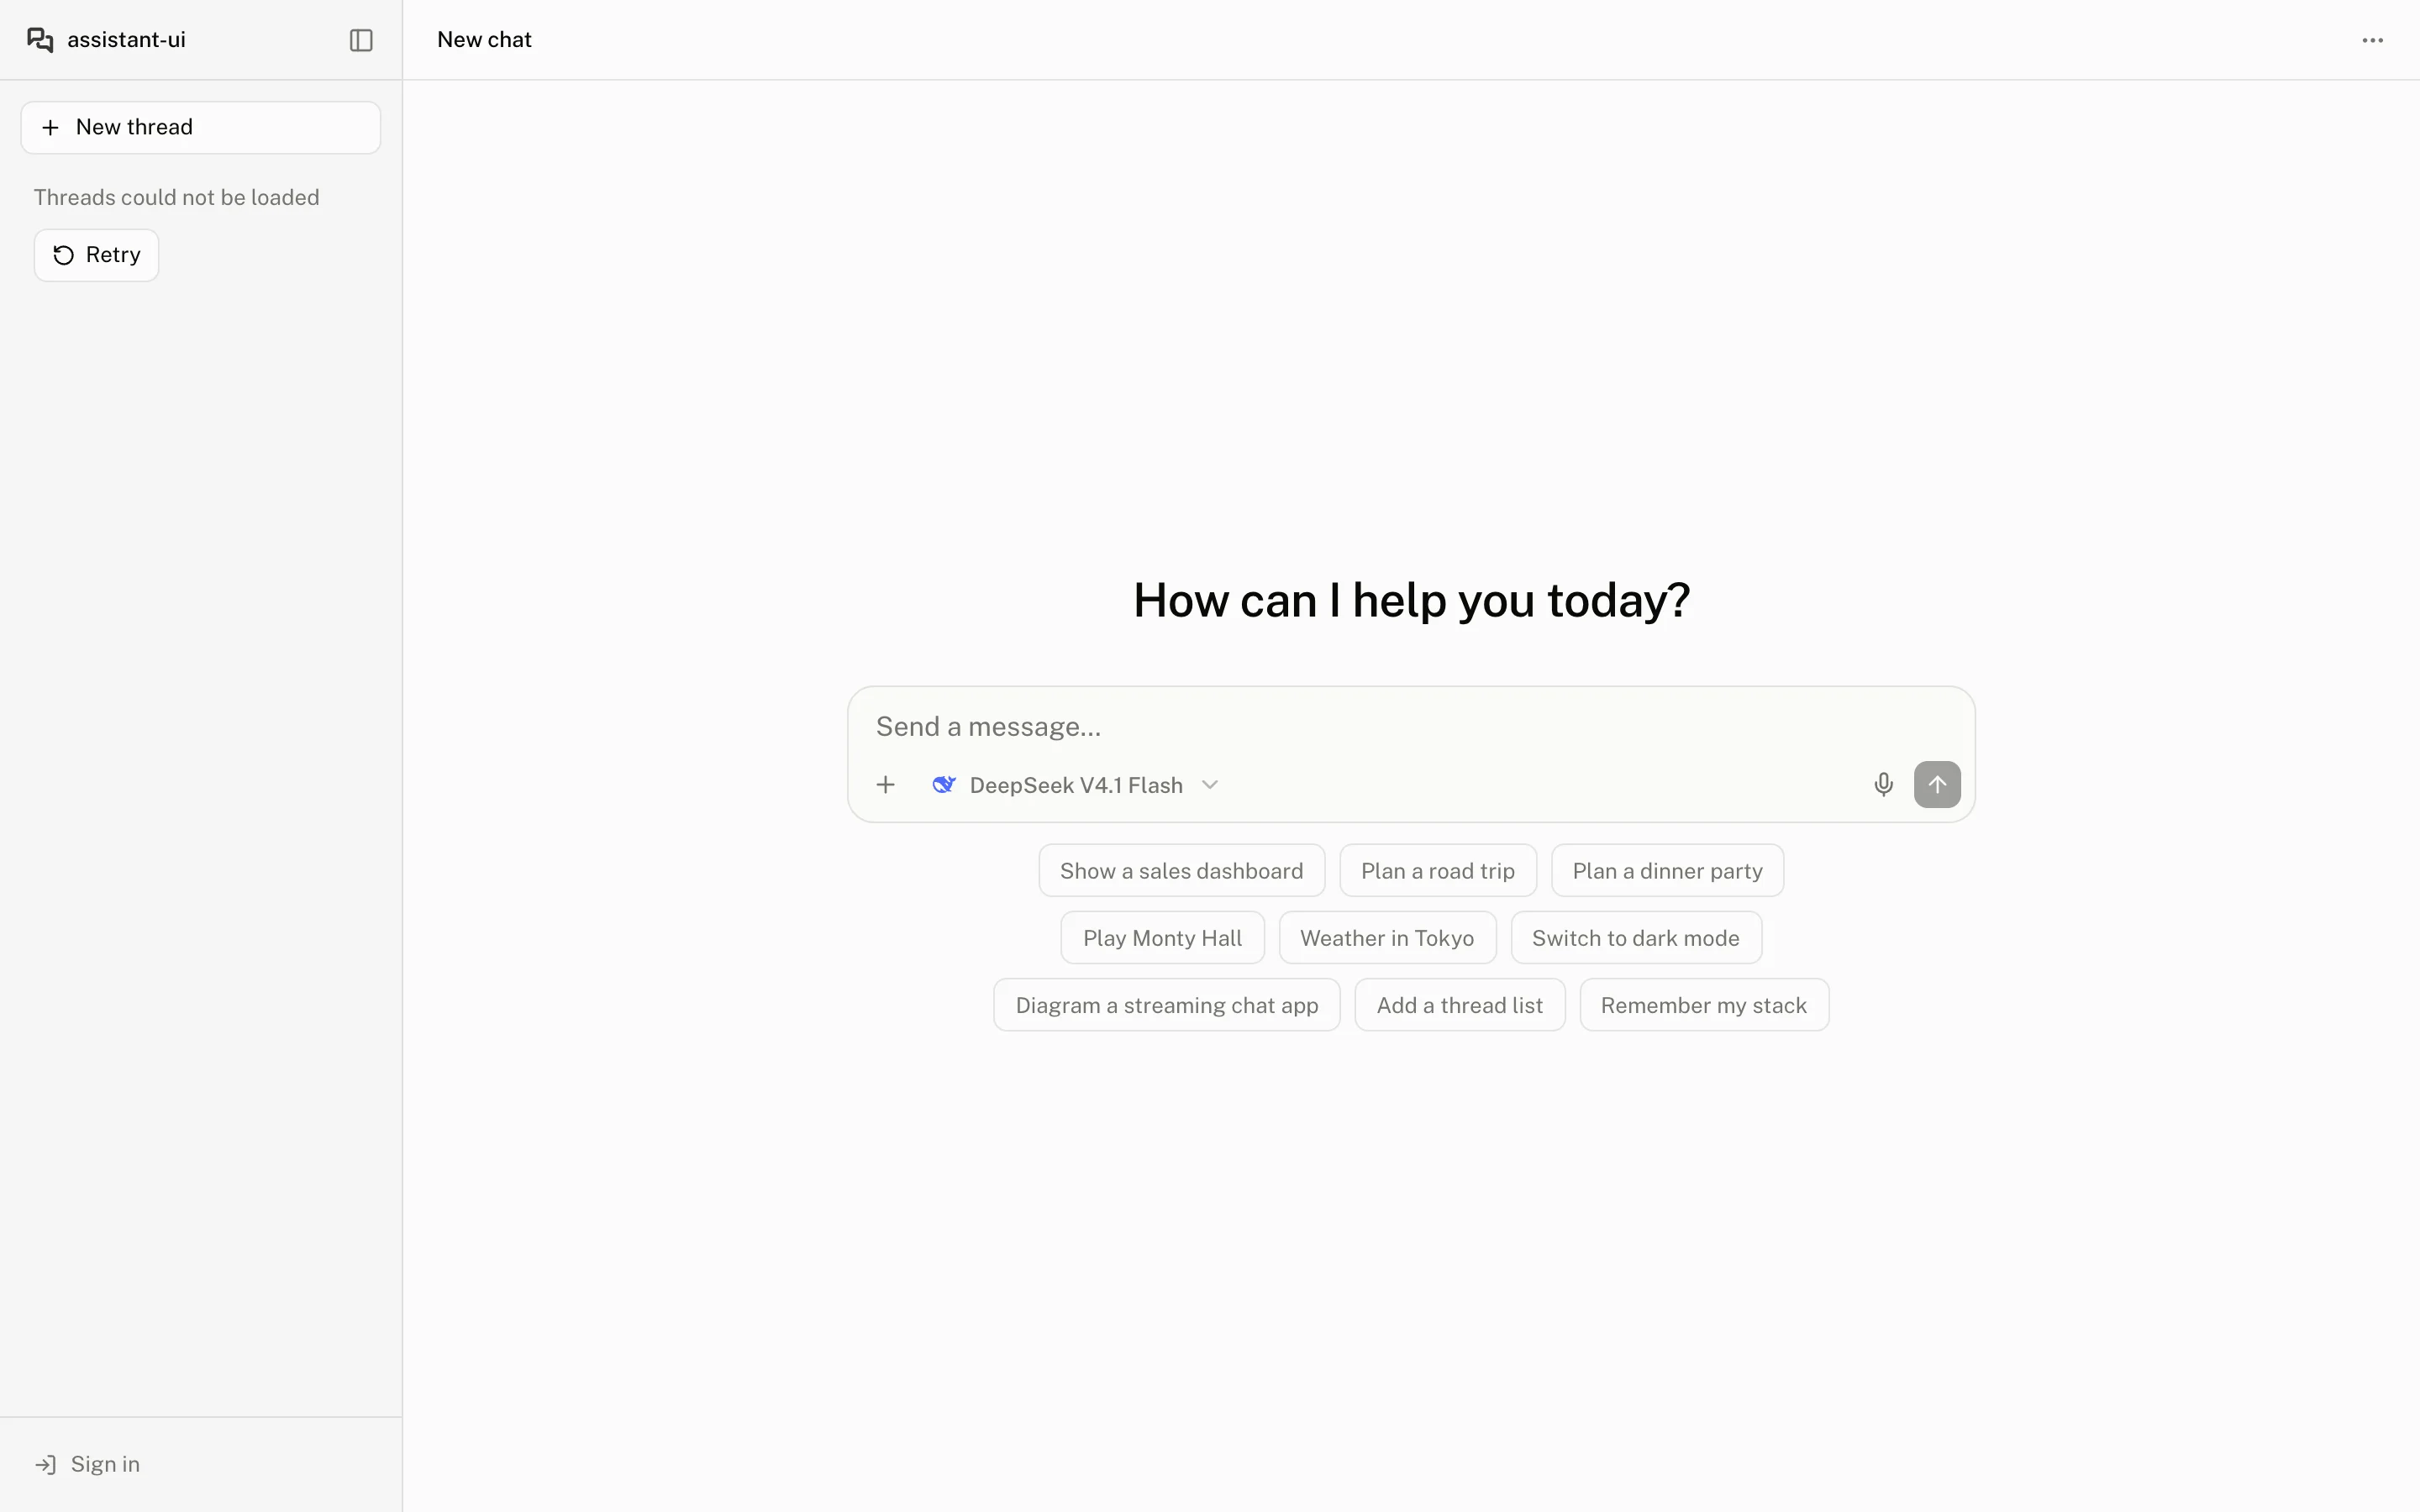 assistant-ui
New chat
New thread
Threads could not be loaded
Retry
How can I help you today?
Send a message...
DeepSeek V4.1 Flash
Show a sales dashboard
Plan a road trip
Plan a dinner party
Play Monty Hall
Weather in Tokyo
Switch to dark mode
Diagram a streaming chat app
Add a thread list
Remember my stack
Sign in